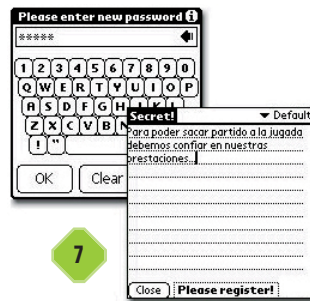 Please enter new password i
*****
1 2 3 4 5 6 7 8 9 0
Q W E R T Y U I O P
A S D F G H J K L
Z X C V B N
! "
OK Clear
Secret! Default
Para poder sacar partido a la jugada
debemos confiar en nuestras
prestaciones...
Close Please register!
7